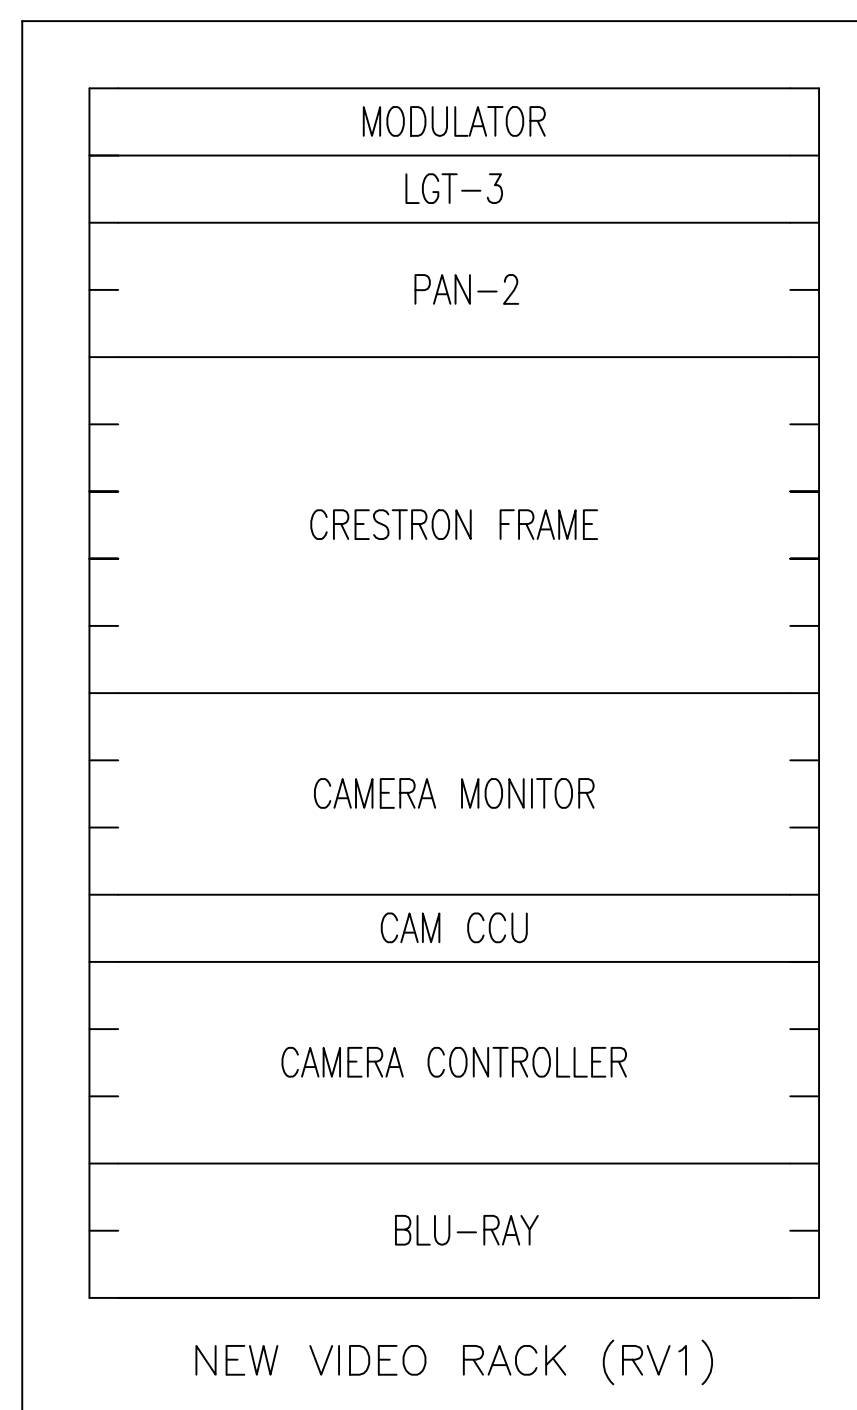 MODULATOR
LGT-3
PAN-2
CRESTRON FRAME
CAMERA MONITOR
CAM CCU
CAMERA CONTROLLER
BLU-RAY
NEW VIDEO RACK (RV1)